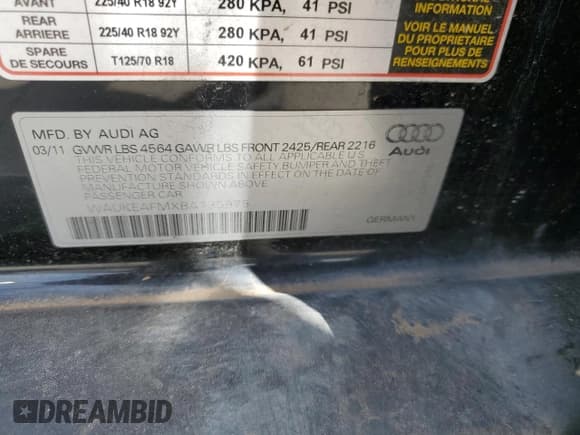 AVANT 225/40 R18 92Y 280 KPA, 41 PSI
REAR
ARRIERE 225/40 R18 92Y 280 KPA, 41 PSI
SPARE
DE SECOURS T125/70 R18 420 KPA, 61 PSI
INFORMATION
VOIR LE MANUEL
DU PROPRIETAIRE
POUR PLUS DE
RENSEIGNEMENTS
MFD. BY AUDI AG
03/11 GVWR LBS 4564 GAWR LBS FRONT 2425/REAR 2216
THIS VEHICLE CONFORMS TO ALL APPLICABLE U.S
FEDERAL MOTOR VEHICLE SAFETY BUMPER AND THEFT
PREVENTION STANDARDS IN EFFECT ON THE DATE OF
MANUFACTURE SHOWN ABOVE
PASSENGER CAR
Audi
GERMANY
DREAMBID